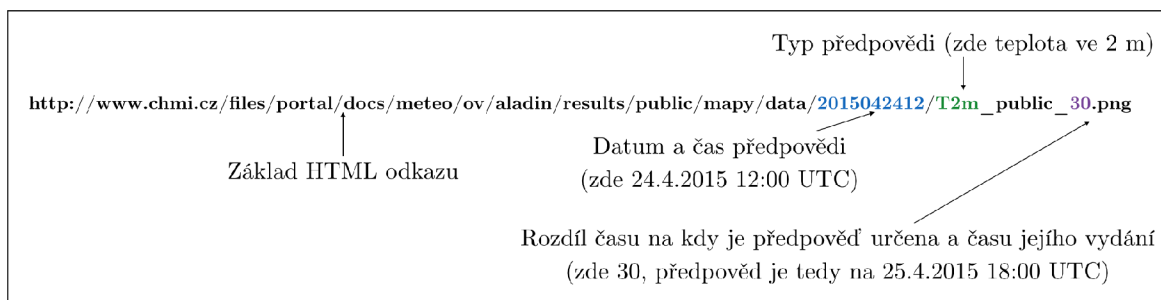 Typ předpovědi (zde teplota ve 2 m)
http://www.chmi.cz/files/portal/docs/meteo/ov/aladin/results/public/mapy/data/2015042412/T2m_public_30.png
Základ HTML odkazu
Datum a čas předpovědi
(zde 24.4.2015 12:00 UTC)
Rozdíl času na kdy je předpověď určena a času jejího vydání
(zde 30, předpověd je tedy na 25.4.2015 18:00 UTC)